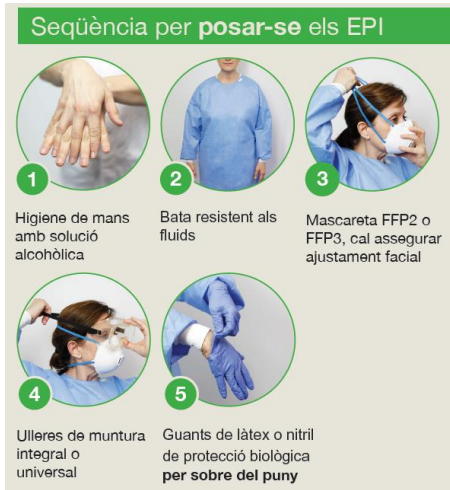 Seqüència per posar-se els EPI
1
Higiene de mans
amb solució
alcohòlica
2
Bata resistent als
fluids
3
Mascareta FFP2 o
FFP3, cal assegurar
ajustament facial
4
Ulleres de muntura
integral o
universal
5
Guants de làtex o nitril
de protecció biològica
per sobre del puny